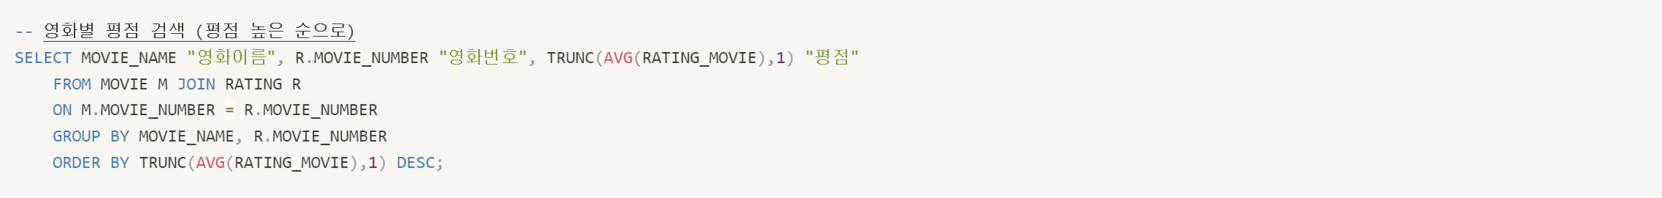 -- 영화별 평점 검색 (평점 높은 순으로)
SELECT MOVIE_NAME "영화이름", R.MOVIE_NUMBER "영화번호", TRUNC(AVG(RATING_MOVIE),1) "평점"
    FROM MOVIE M JOIN RATING R
    ON M.MOVIE_NUMBER = R.MOVIE_NUMBER
    GROUP BY MOVIE_NAME, R.MOVIE_NUMBER
    ORDER BY TRUNC(AVG(RATING_MOVIE),1) DESC;